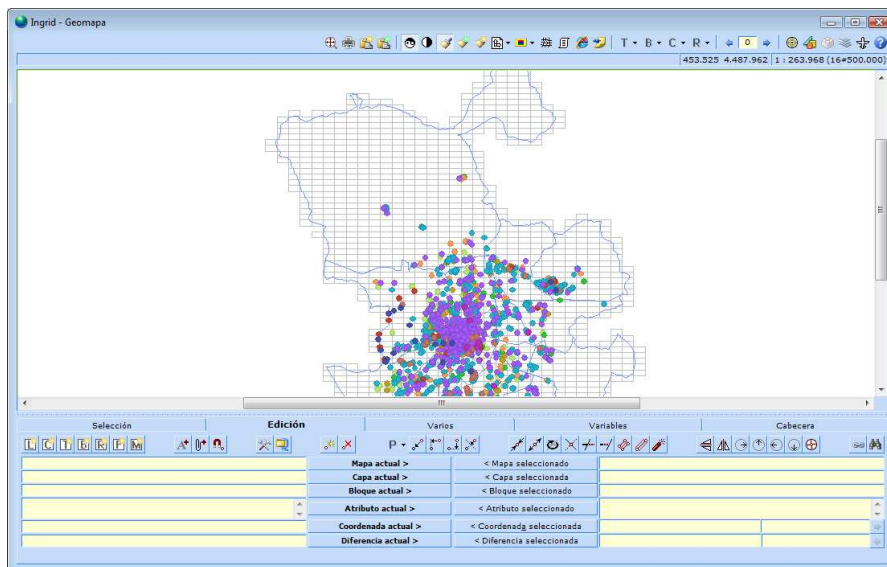 Ingrid - Geomapa
T B C R 0
453.525 4.487.962 1 : 263.968 (16*500.000)
Selección Edición Varios Variables Cabecera
P
Mapa actual > < Mapa seleccionado
Capa actual > < Capa seleccionada
Bloque actual > < Bloque seleccionado
Atributo actual > < Atributo seleccionado
Coordenada actual > < Coordenada seleccionada
Diferencia actual > < Diferencia seleccionada